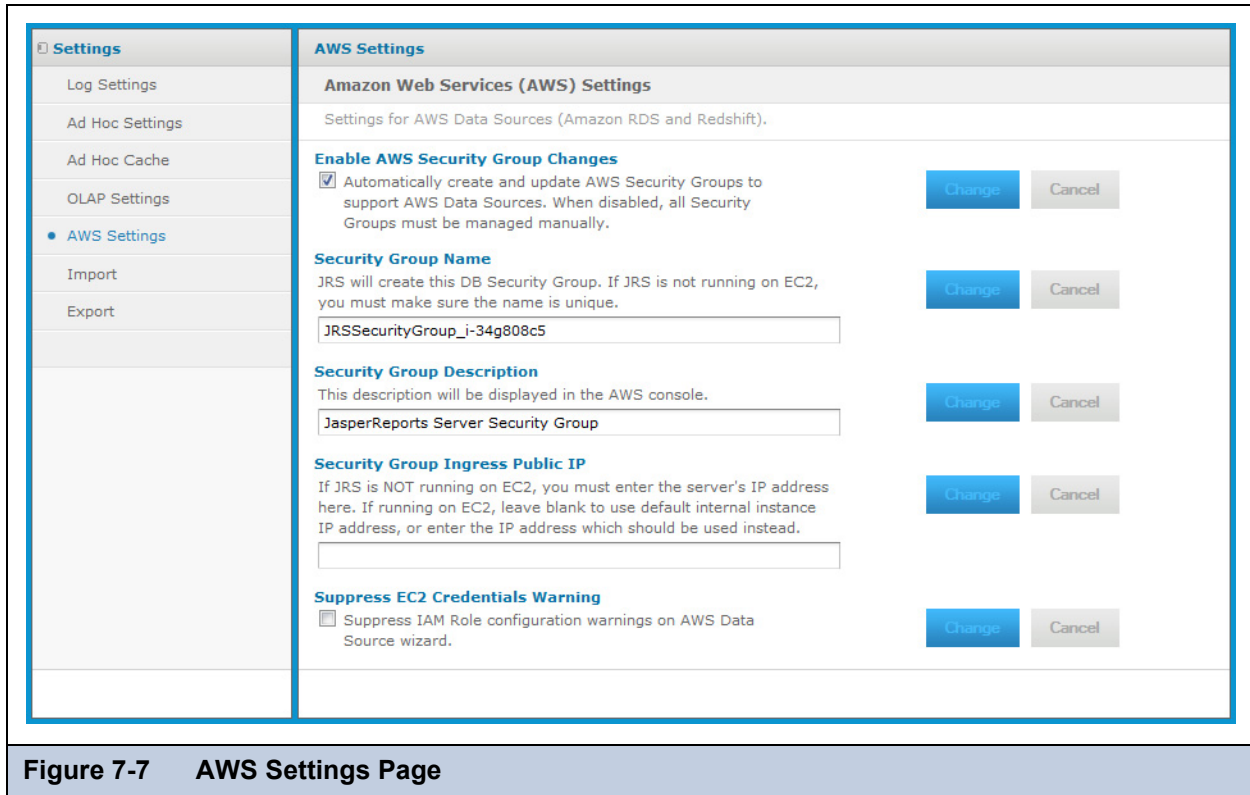 Settings
Log Settings
Ad Hoc Settings
Ad Hoc Cache
OLAP Settings
AWS Settings
Import
Export
AWS Settings
Amazon Web Services (AWS) Settings
Settings for AWS Data Sources (Amazon RDS and Redshift).
Enable AWS Security Group Changes
Automatically create and update AWS Security Groups to
support AWS Data Sources. When disabled, all Security
Groups must be managed manually.
Change Cancel
Security Group Name
JRS will create this DB Security Group. If JRS is not running on EC2,
you must make sure the name is unique.
JRSSecurityGroup_i-34g808c5
Change Cancel
Security Group Description
This description will be displayed in the AWS console.
JasperReports Server Security Group
Change Cancel
Security Group Ingress Public IP
If JRS is NOT running on EC2, you must enter the server's IP address
here. If running on EC2, leave blank to use default internal instance
IP address, or enter the IP address which should be used instead.
Change Cancel
Suppress EC2 Credentials Warning
Suppress IAM Role configuration warnings on AWS Data
Source wizard.
Change Cancel
Figure 7-7 AWS Settings Page